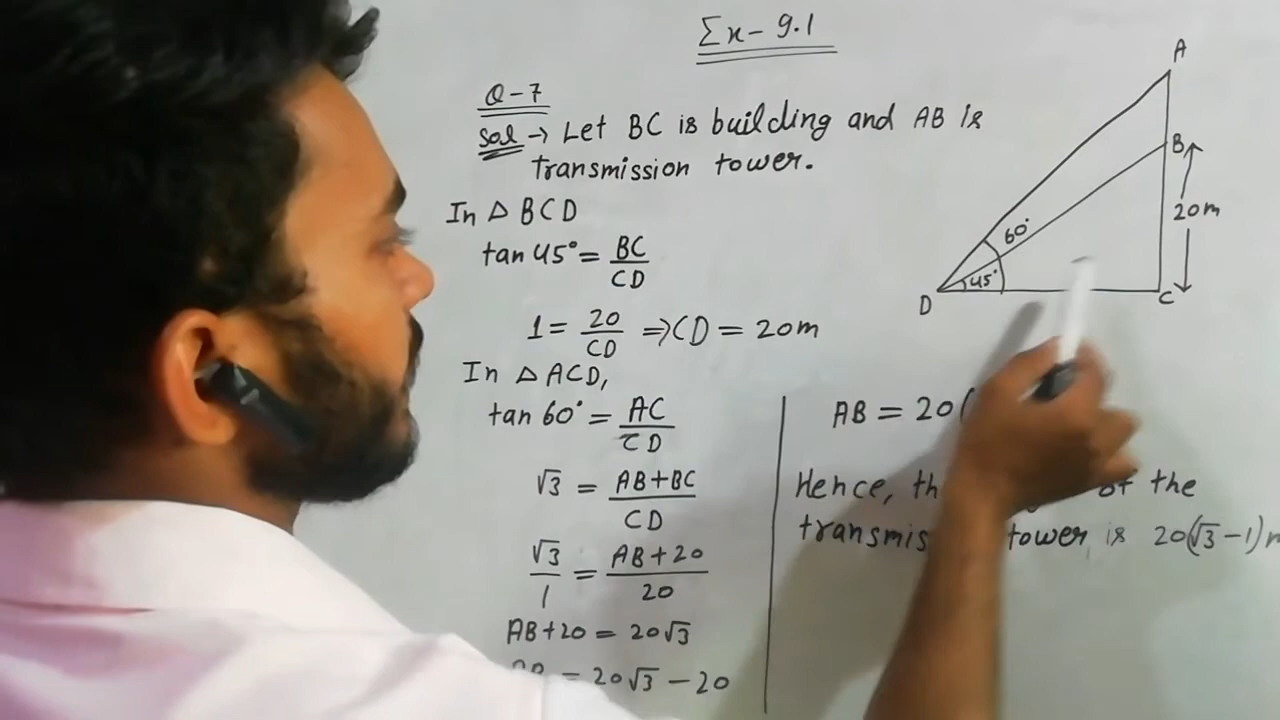 Ex - 9.1
Q-7
Sol → Let BC is building and AB is
transmission tower.
In △ BCD
tan 45° = BC/CD
1 = 20/CD ⇒ CD = 20m
In △ ACD,
tan 60° = AC/CD
√3 = AB+BC/CD
√3/1 = AB+20/20
AB+20 = 20√3
= 20√3 - 20
AB = 20(
Hence, of the
tower is 20(√3-1)m
A
B
20m
60°
45°
D
C